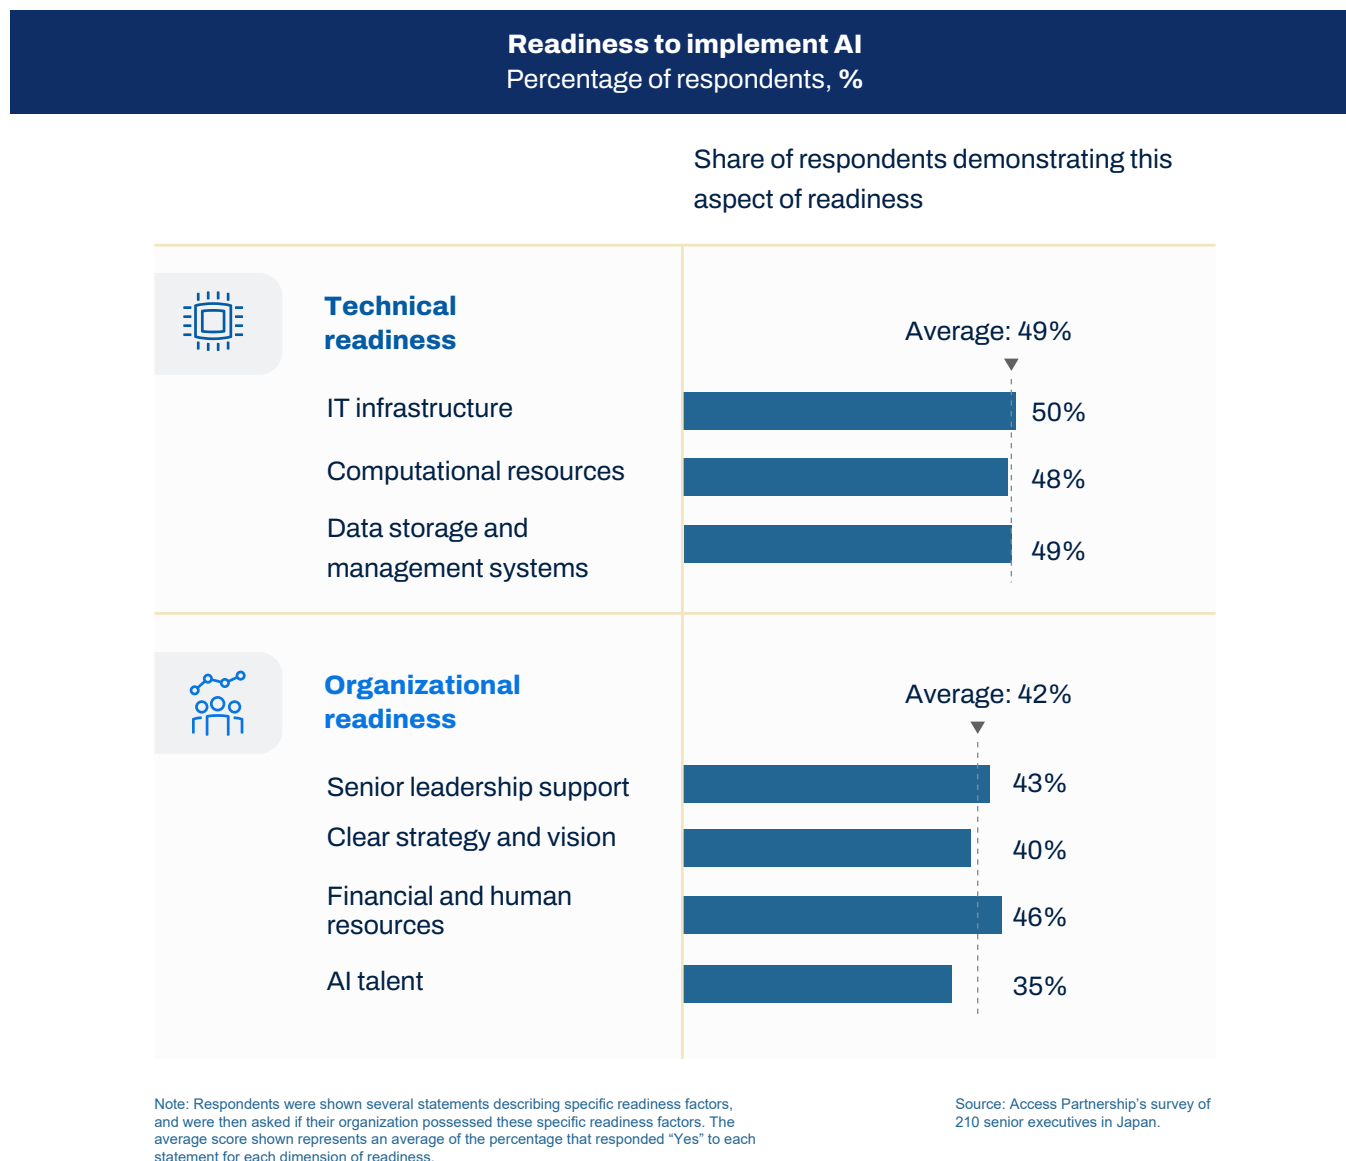 Readiness to implement AI
Percentage of respondents, %
Share of respondents demonstrating this
aspect of readiness
Technical
readiness
Average: 49%
IT infrastructure
50%
Computational resources
48%
Data storage and
management systems
49%
Organizational
readiness
Average: 42%
Senior leadership support
43%
Clear strategy and vision
40%
Financial and human
resources
46%
AI talent
35%
Note: Respondents were shown several statements describing specific readiness factors,
and were then asked if their organization possessed these specific readiness factors. The
average score shown represents an average of the percentage that responded “Yes” to each
statement for each dimension of readiness.
Source: Access Partnership’s survey of
210 senior executives in Japan.